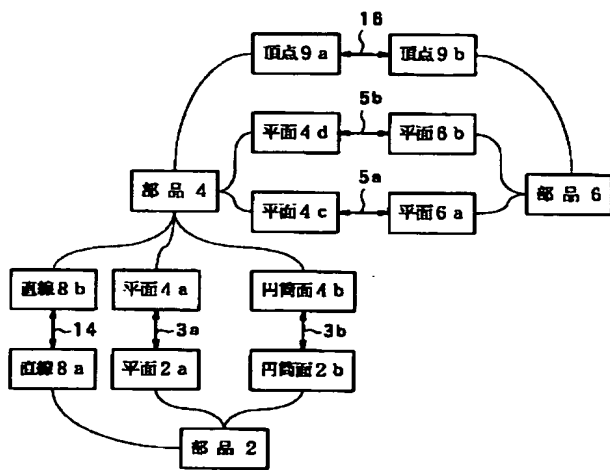 16
頂点9a
頂点9b
5b
平面4d
平面6b
5a
部品4
平面4c
平面6a
部品6
直線8b
平面4a
円筒面4b
14
3a
3b
直線8a
平面2a
円筒面2b
部品2